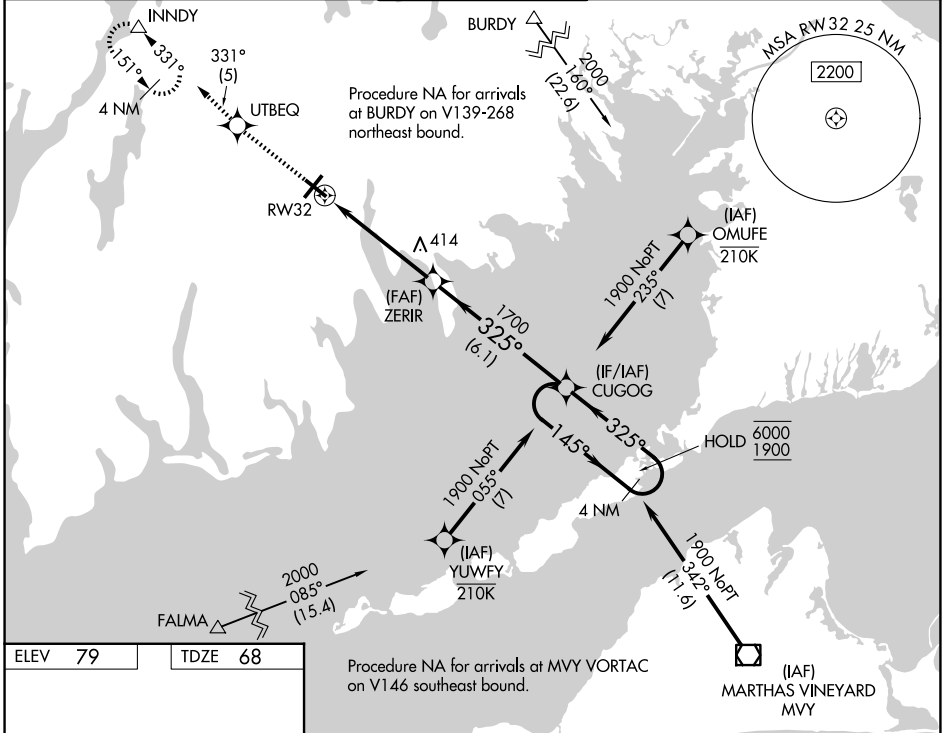 INNDY
331°
151°
4 NM
331°
(5)
UTBEQ
RW32
Procedure NA for arrivals
at BURDY on V139-268
northeast bound.
BURDY
2000
160°
(22.6)
MSA RW32 25 NM
2200
(IAF)
OMUFE
210K
1900 NoPT
235°
(7)
414
(FAF)
ZERIR
1700
325°
(6.1)
(IF/IAF)
CUGOG
325°
145°
HOLD 6000
1900
4 NM
1900 NoPT
055°
(7)
(IAF)
YUWFY
210K
1900 NoPT
342°
(11.6)
2000
085°
(15.4)
FALMA
ELEV 79
TDZE 68
Procedure NA for arrivals at MVY VORTAC
on V146 southeast bound.
(IAF)
MARTHAS VINEYARD
MVY